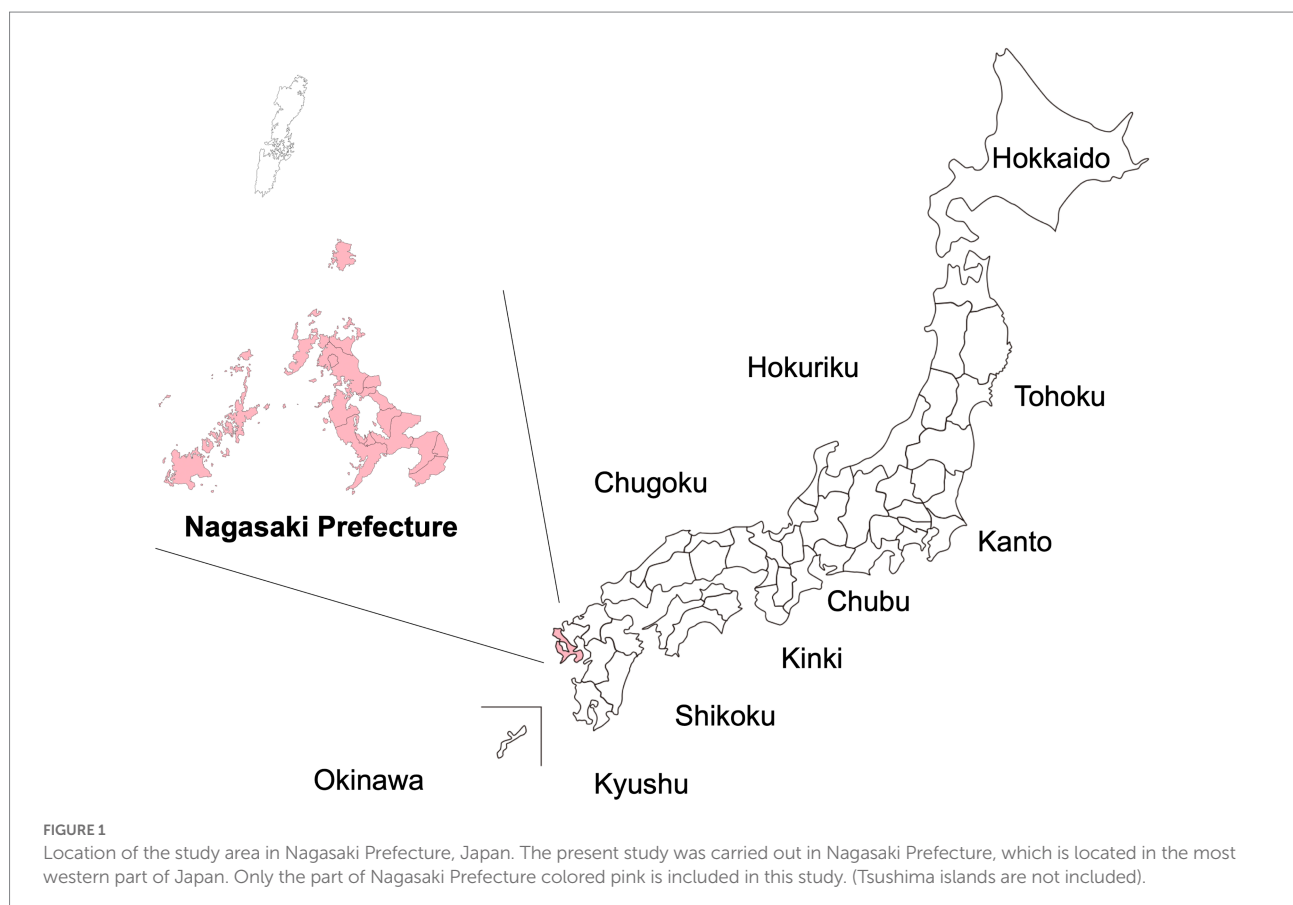 Hokkaido
Hokuriku
Tohoku
Chugoku
Nagasaki Prefecture
Kanto
Chubu
Kinki
Shikoku
Okinawa
Kyushu
FIGURE 1
Location of the study area in Nagasaki Prefecture, Japan. The present study was carried out in Nagasaki Prefecture, which is located in the most
western part of Japan. Only the part of Nagasaki Prefecture colored pink is included in this study. (Tsushima islands are not included).